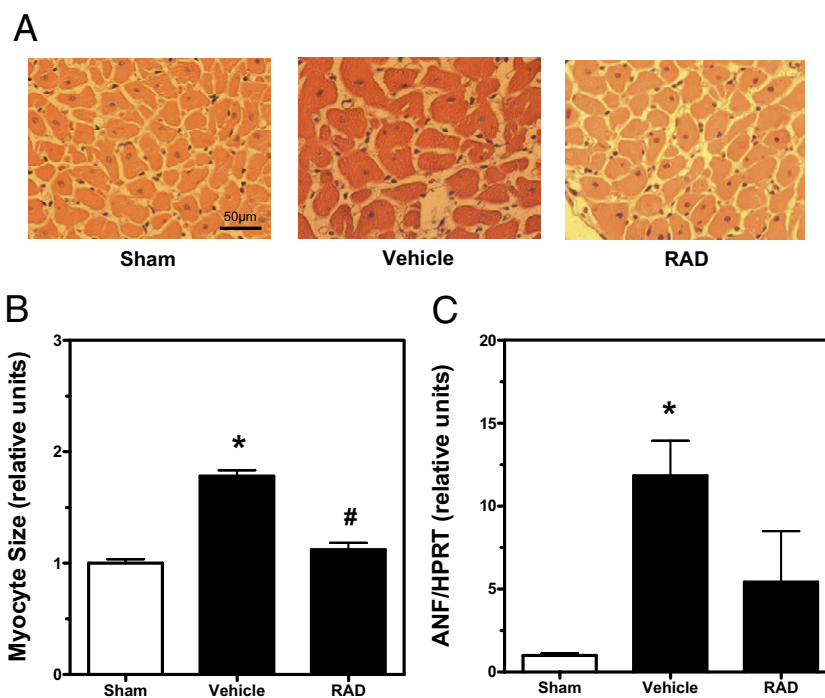 A
50µm
Sham Vehicle RAD
B
Myocyte Size (relative units)
3
2
1
0
*
#
Sham Vehicle RAD
C
ANF/HPRT (relative units)
20
15
10
5
0
*
Sham Vehicle RAD